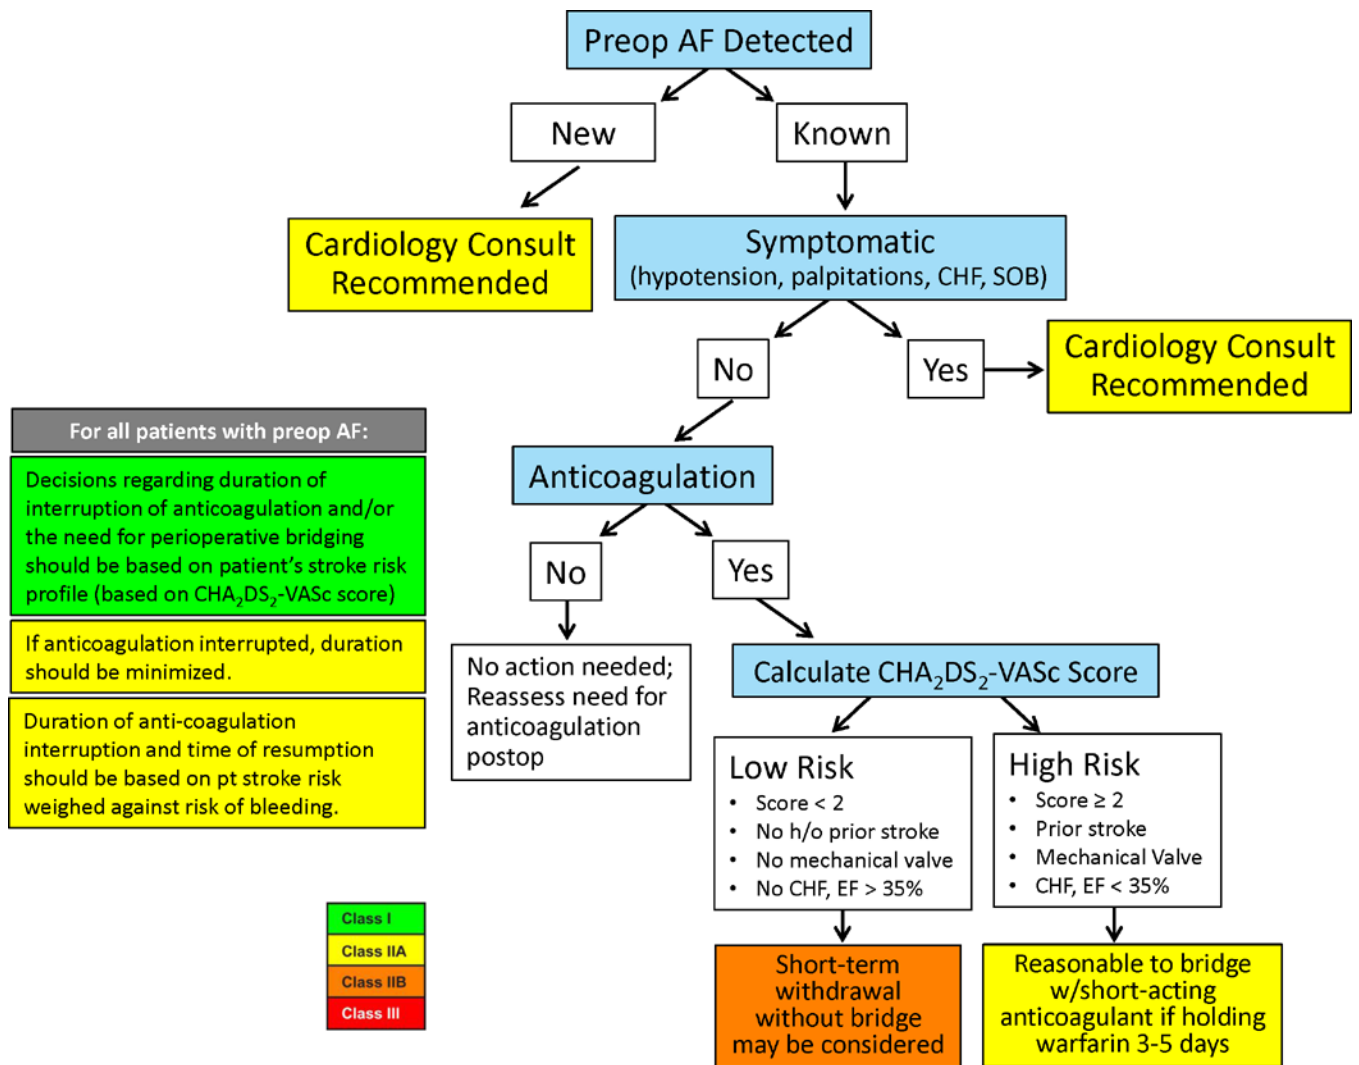 Preop AF Detected
New
Known
Cardiology Consult
Recommended
Symptomatic
(hypotension, palpitations, CHF, SOB)
No
Yes
Cardiology Consult
Recommended
For all patients with preop AF:
Decisions regarding duration of
interruption of anticoagulation and/or
the need for perioperative bridging
should be based on patient's stroke risk
profile (based on CHA₂DS₂-VASc score)
If anticoagulation interrupted, duration
should be minimized.
Duration of anti-coagulation
interruption and time of resumption
should be based on pt stroke risk
weighed against risk of bleeding.
Anticoagulation
No
Yes
No action needed;
Reassess need for
anticoagulation
postop
Calculate CHA₂DS₂-VASc Score
Low Risk
• Score < 2
• No h/o prior stroke
• No mechanical valve
• No CHF, EF > 35%
High Risk
• Score ≥ 2
• Prior stroke
• Mechanical Valve
• CHF, EF < 35%
Short-term
withdrawal
without bridge
may be considered
Reasonable to bridge
w/short-acting
anticoagulant if holding
warfarin 3-5 days
Class I
Class IIA
Class IIB
Class III